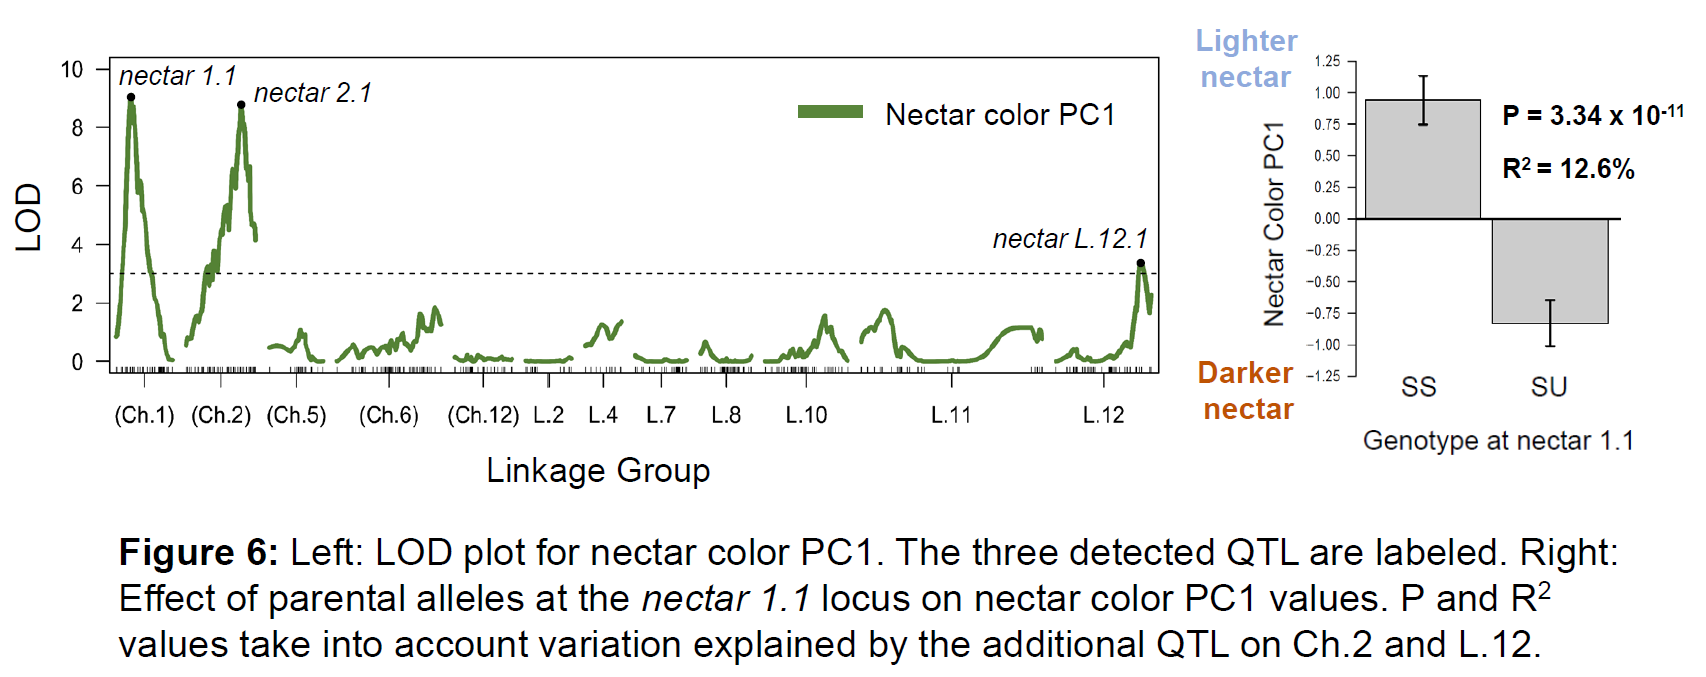 10
8
6
4
2
0
LOD
nectar 1.1
nectar 2.1
Nectar color PC1
nectar L.12.1
(Ch.1) (Ch.2) (Ch.5) (Ch.6) (Ch.12) L.2 L.4 L.7 L.8 L.10 L.11 L.12
Linkage Group
Lighter
nectar
Darker
nectar
Nectar Color PC1
1.25
1.00
0.75
0.50
0.25
0.00
−0.25
−0.50
−0.75
−1.00
−1.25
P = 3.34 x 10⁻¹¹
R² = 12.6%
SS SU
Genotype at nectar 1.1
Figure 6: Left: LOD plot for nectar color PC1. The three detected QTL are labeled. Right:
Effect of parental alleles at the nectar 1.1 locus on nectar color PC1 values. P and R²
values take into account variation explained by the additional QTL on Ch.2 and L.12.